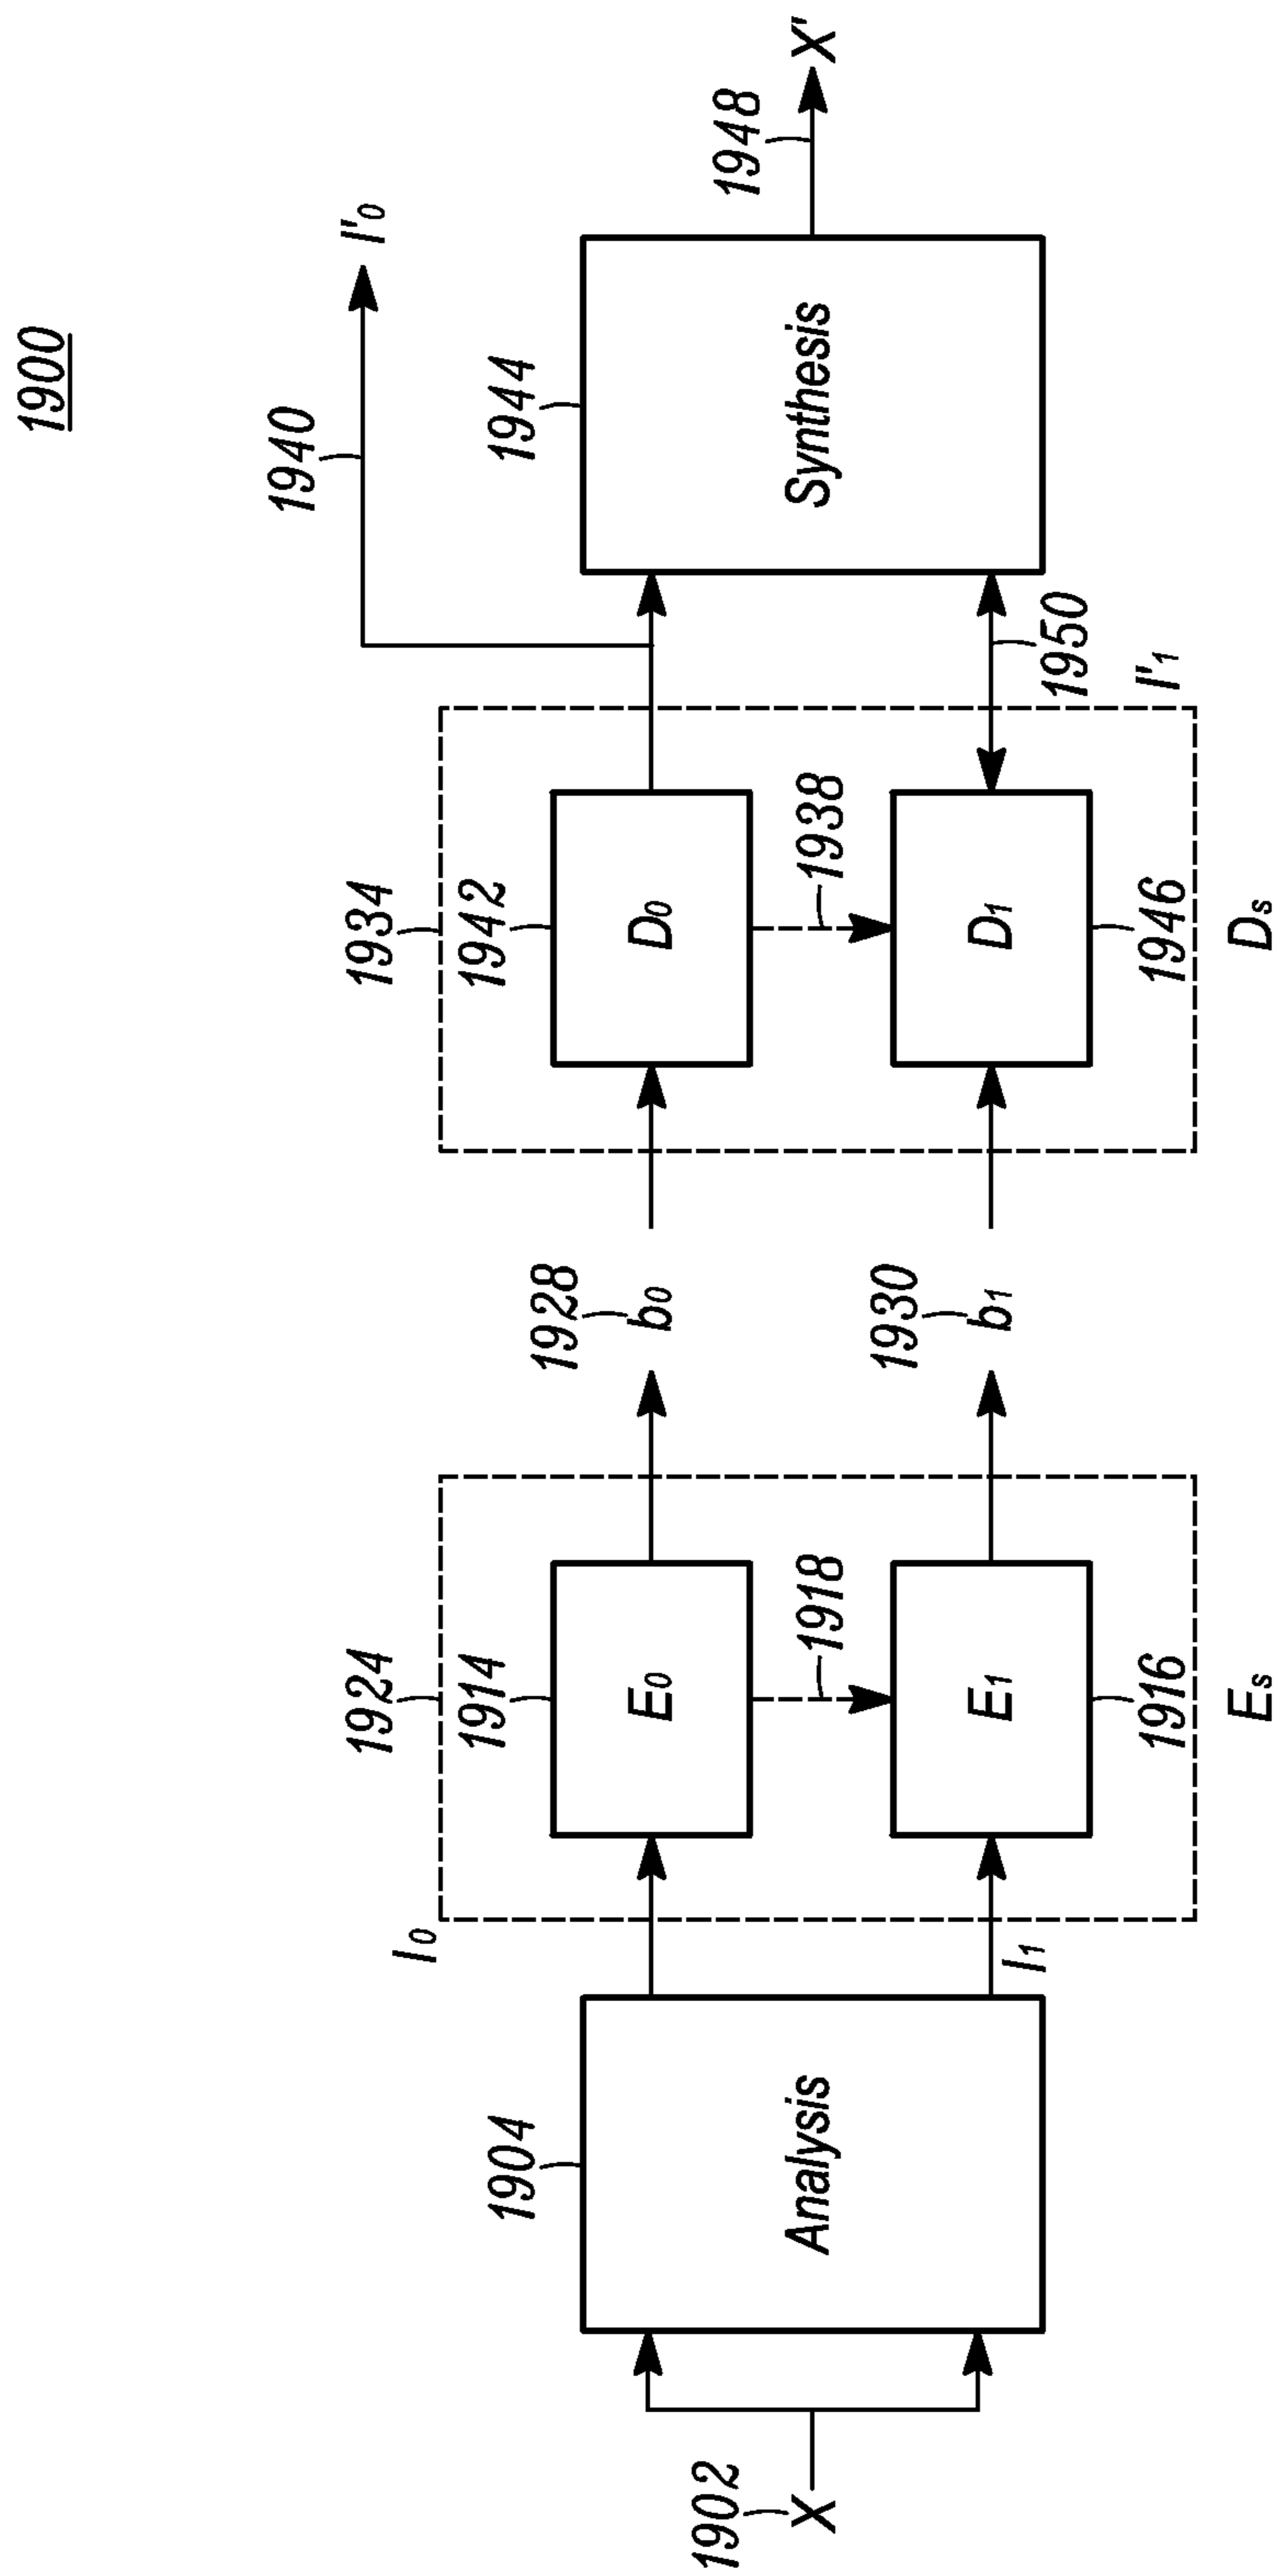 1900
1940
I'0
1934
1944
1948
1924
1942
1904
1914
1928
I0
E0
b0
D0
1902
X
Analysis
1918
1938
Synthesis
X'
I1
E1
1930
b1
D1
1950
1916
1946
I'1
Es
Ds